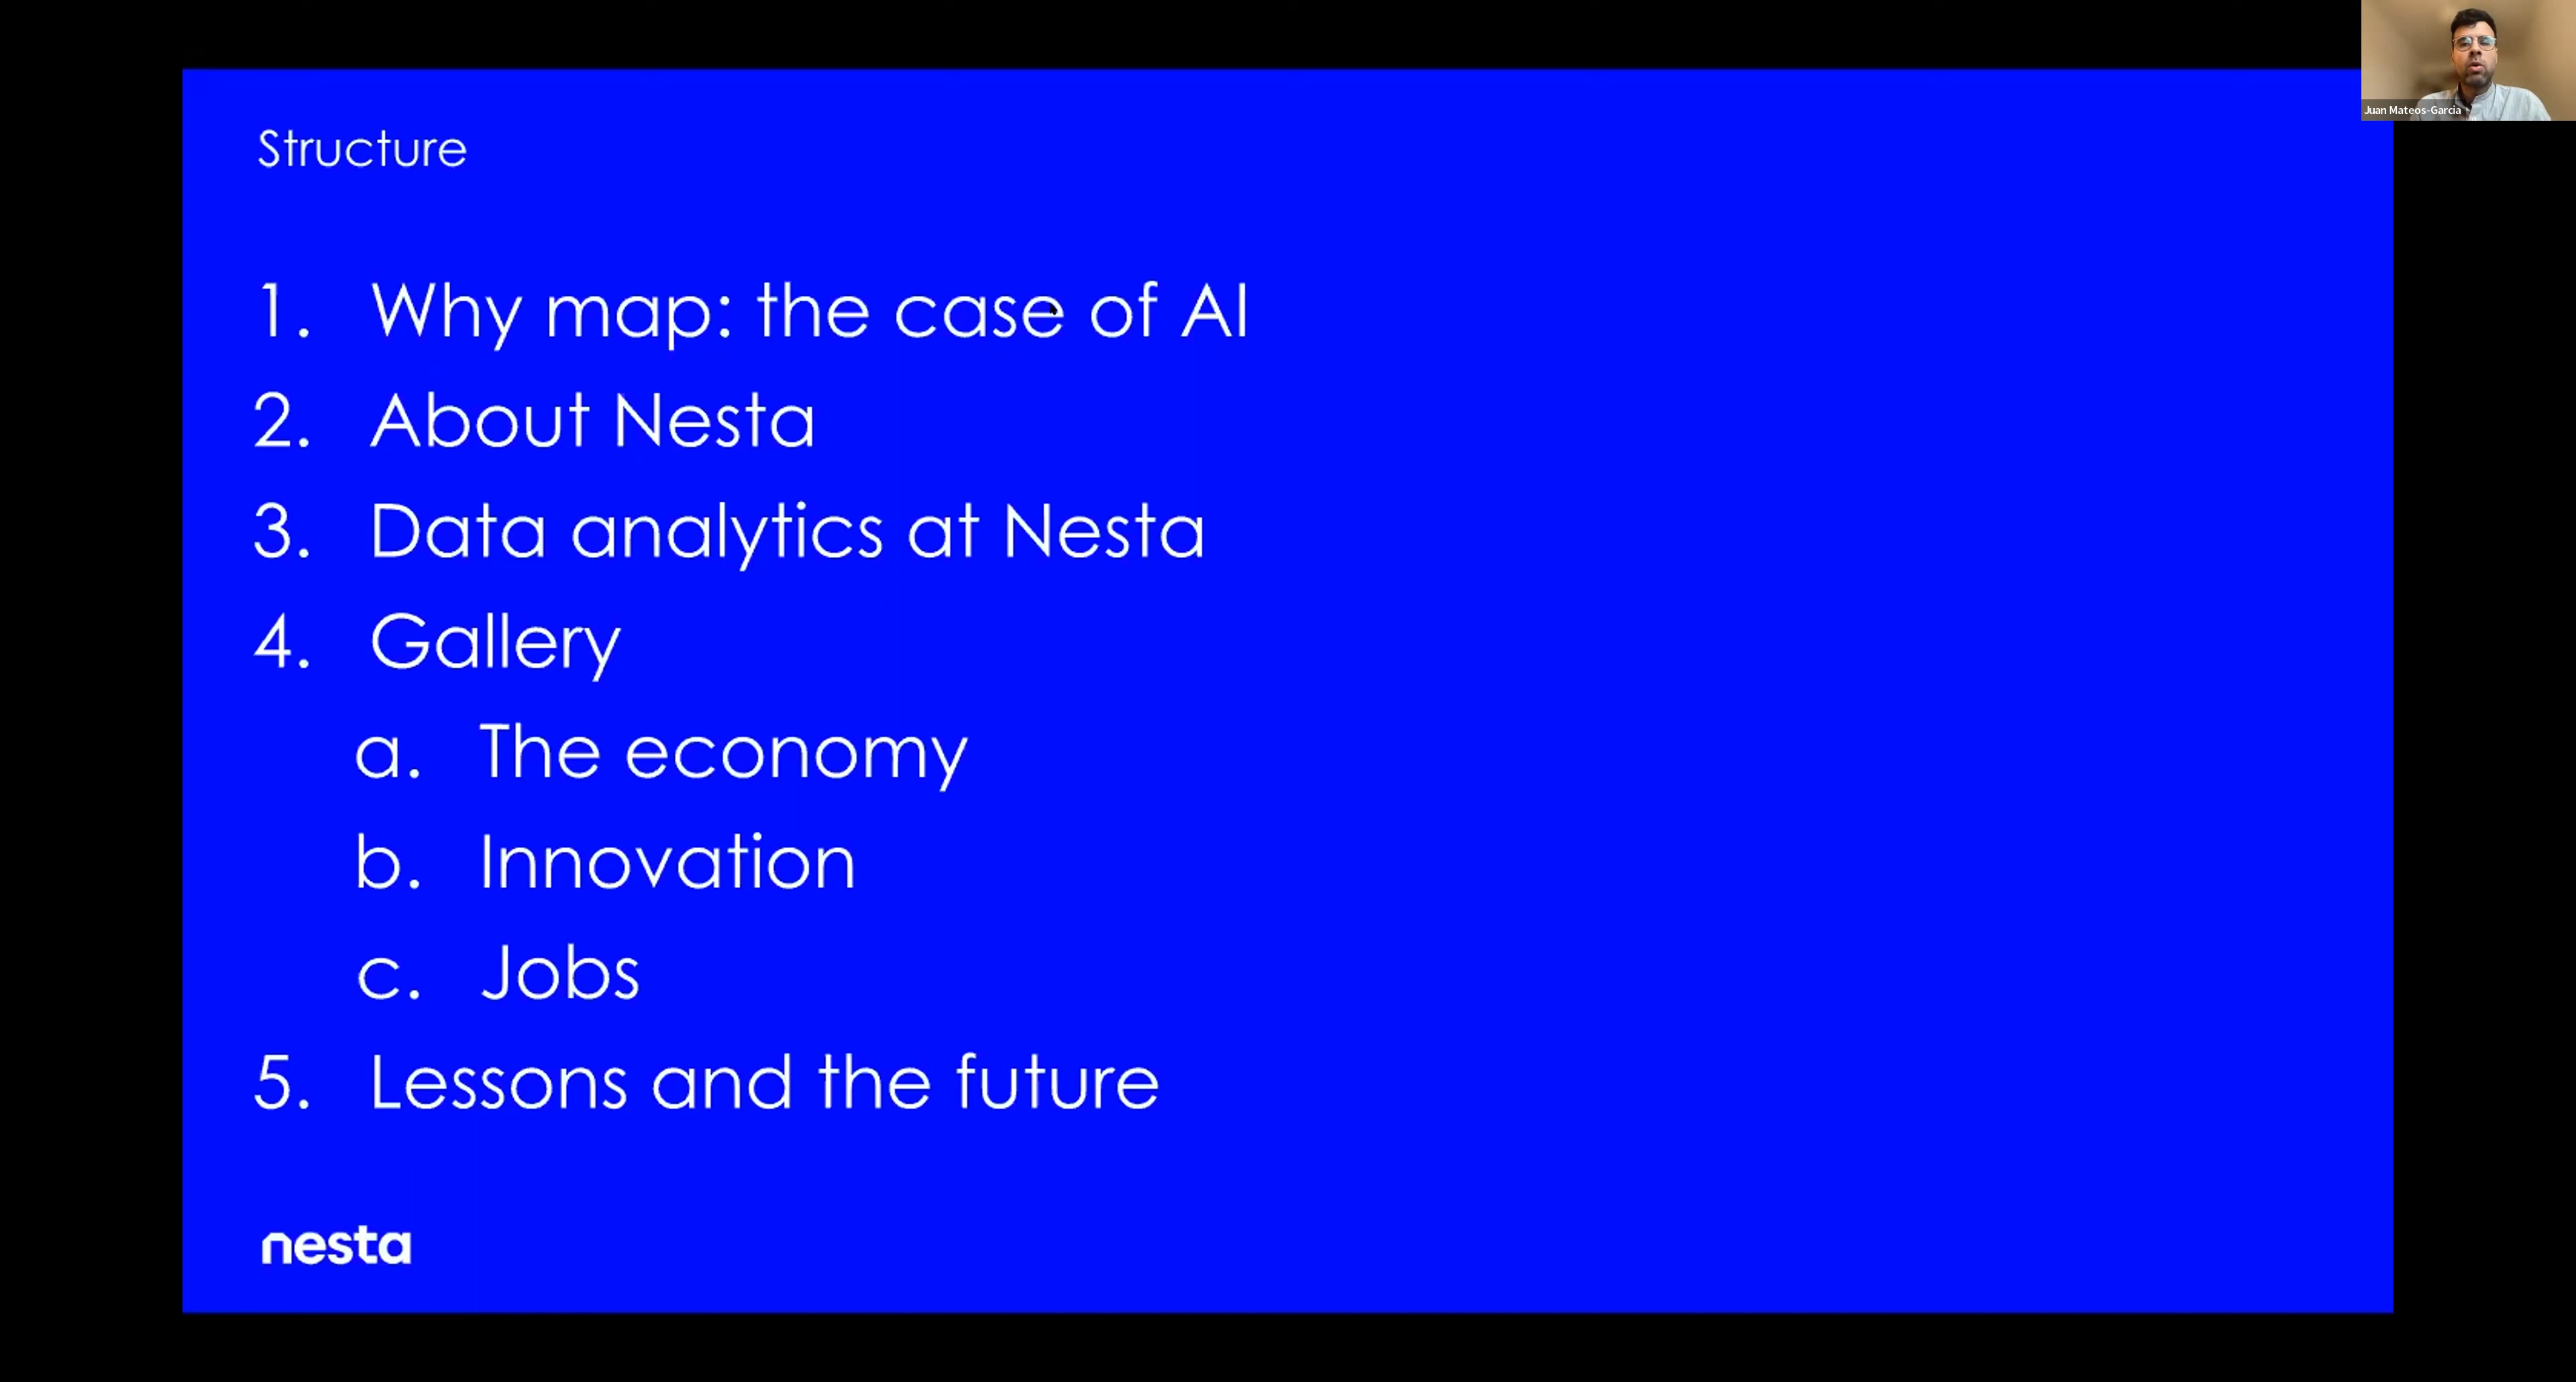 Juan Mateos-Garcia
Structure
1. Why map: the case of AI
2. About Nesta
3. Data analytics at Nesta
4. Gallery
a. The economy
b. Innovation
c. Jobs
5. Lessons and the future
nesta